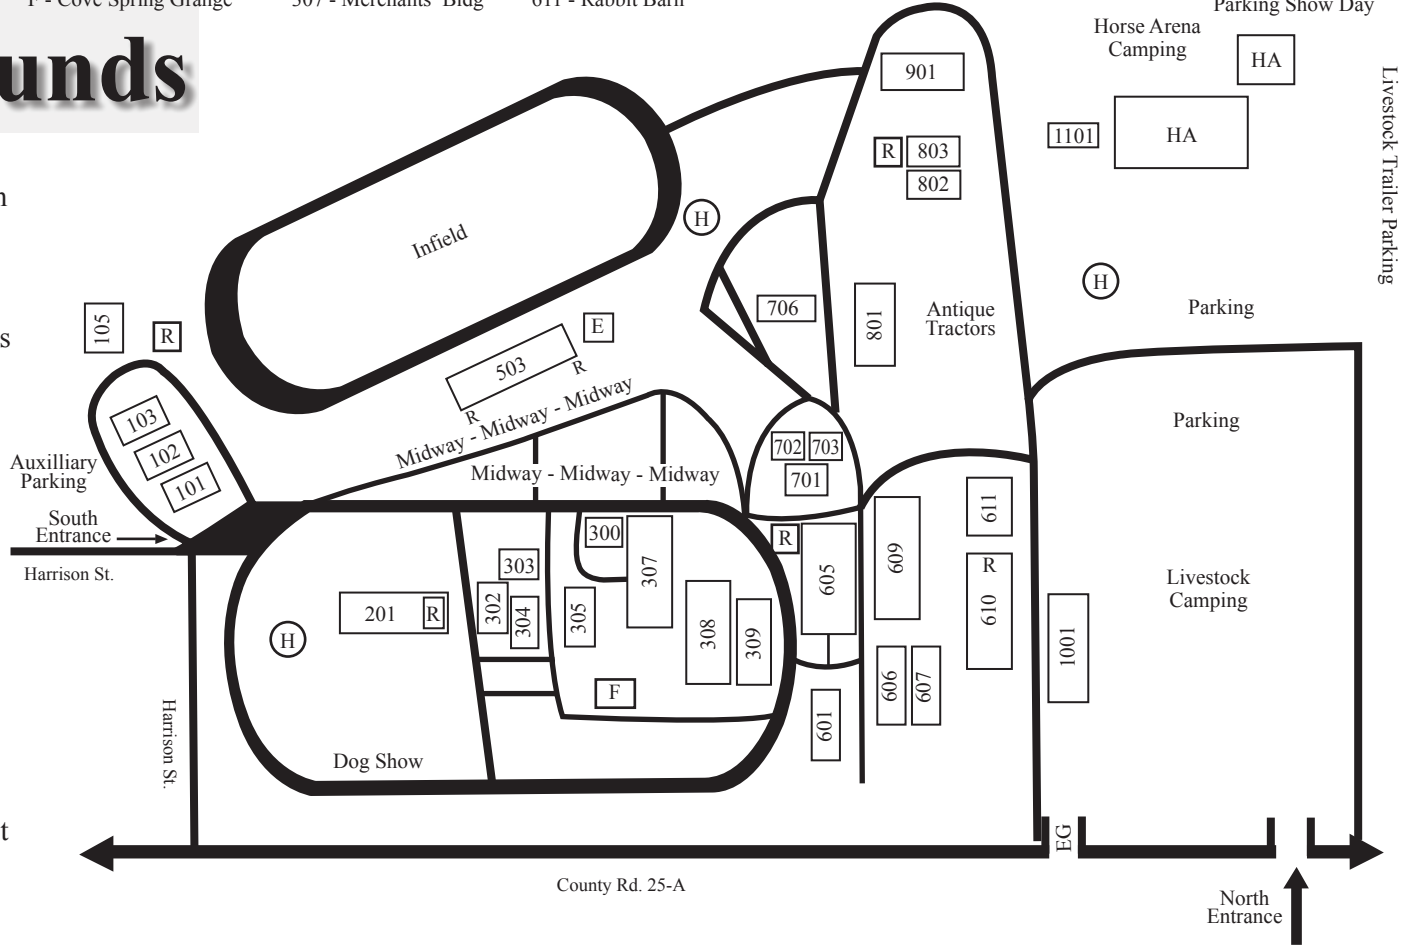 F - Cove Spring Grange
307 - Merchants' Bldg
611 - Rabbit Barn
Parking Show Day
unds
Horse Arena
Camping
HA
901
Livestock Trailer Parking
1101
HA
R
803
802
n
H
Infield
H
706
801
Antique
Tractors
Parking
105
R
E
s
503
R
R
Midway - Midway - Midway
103
102
101
Auxilliary
Parking
Parking
702
703
701
Midway - Midway - Midway
South
Entrance
611
Harrison St.
300
R
307
605
609
R
610
303
302
304
305
201
R
H
308
309
1001
Livestock
Camping
F
606
607
601
Harrison St.
Dog Show
t
EG
County Rd. 25-A
North
Entrance